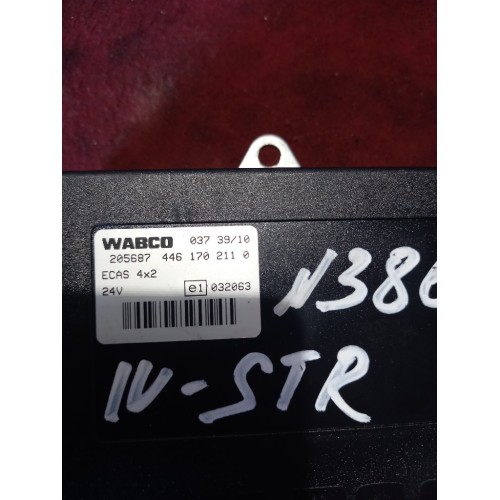 WABCO 037 39/10
205687 446 170 211 0
ECAS 4x2
24V e1 032063
N386
IV-STR